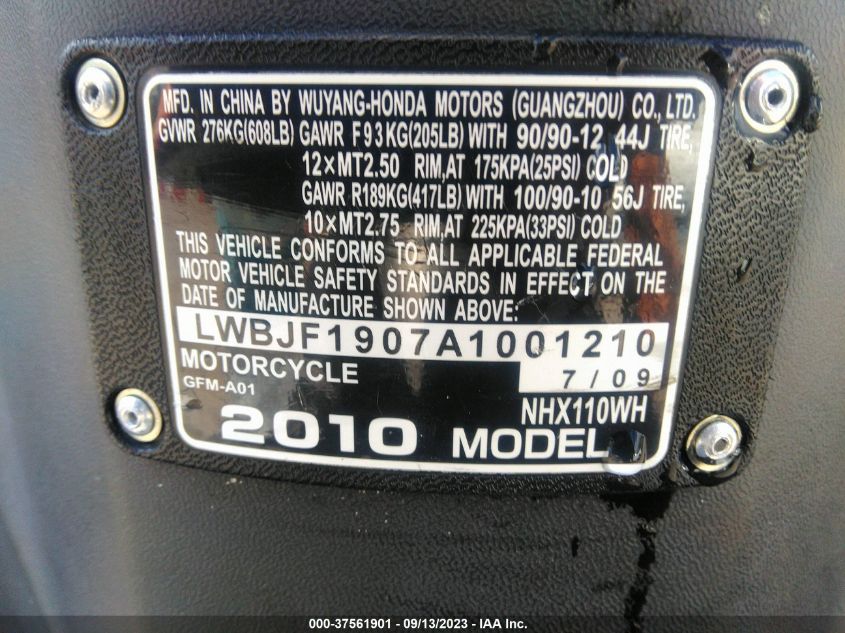 MFD. IN CHINA BY WUYANG-HONDA MOTORS (GUANGZHOU) CO., LTD.
GVWR 276KG(608LB) GAWR F93KG(205LB) WITH 90/90-12 44J TIRE,
12×MT2.50 RIM,AT 175KPA(25PSI) COLD
GAWR R189KG(417LB) WITH 100/90-10 56J TIRE,
10×MT2.75 RIM,AT 225KPA(33PSI) COLD
THIS VEHICLE CONFORMS TO ALL APPLICABLE FEDERAL
MOTOR VEHICLE SAFETY STANDARDS IN EFFECT ON THE
DATE OF MANUFACTURE SHOWN ABOVE:
LWBJF1907A1001210
MOTORCYCLE 7/09
GFM-A01 NHX110WH
2010 MODEL
000-37561901 - 09/13/2023 - IAA Inc.